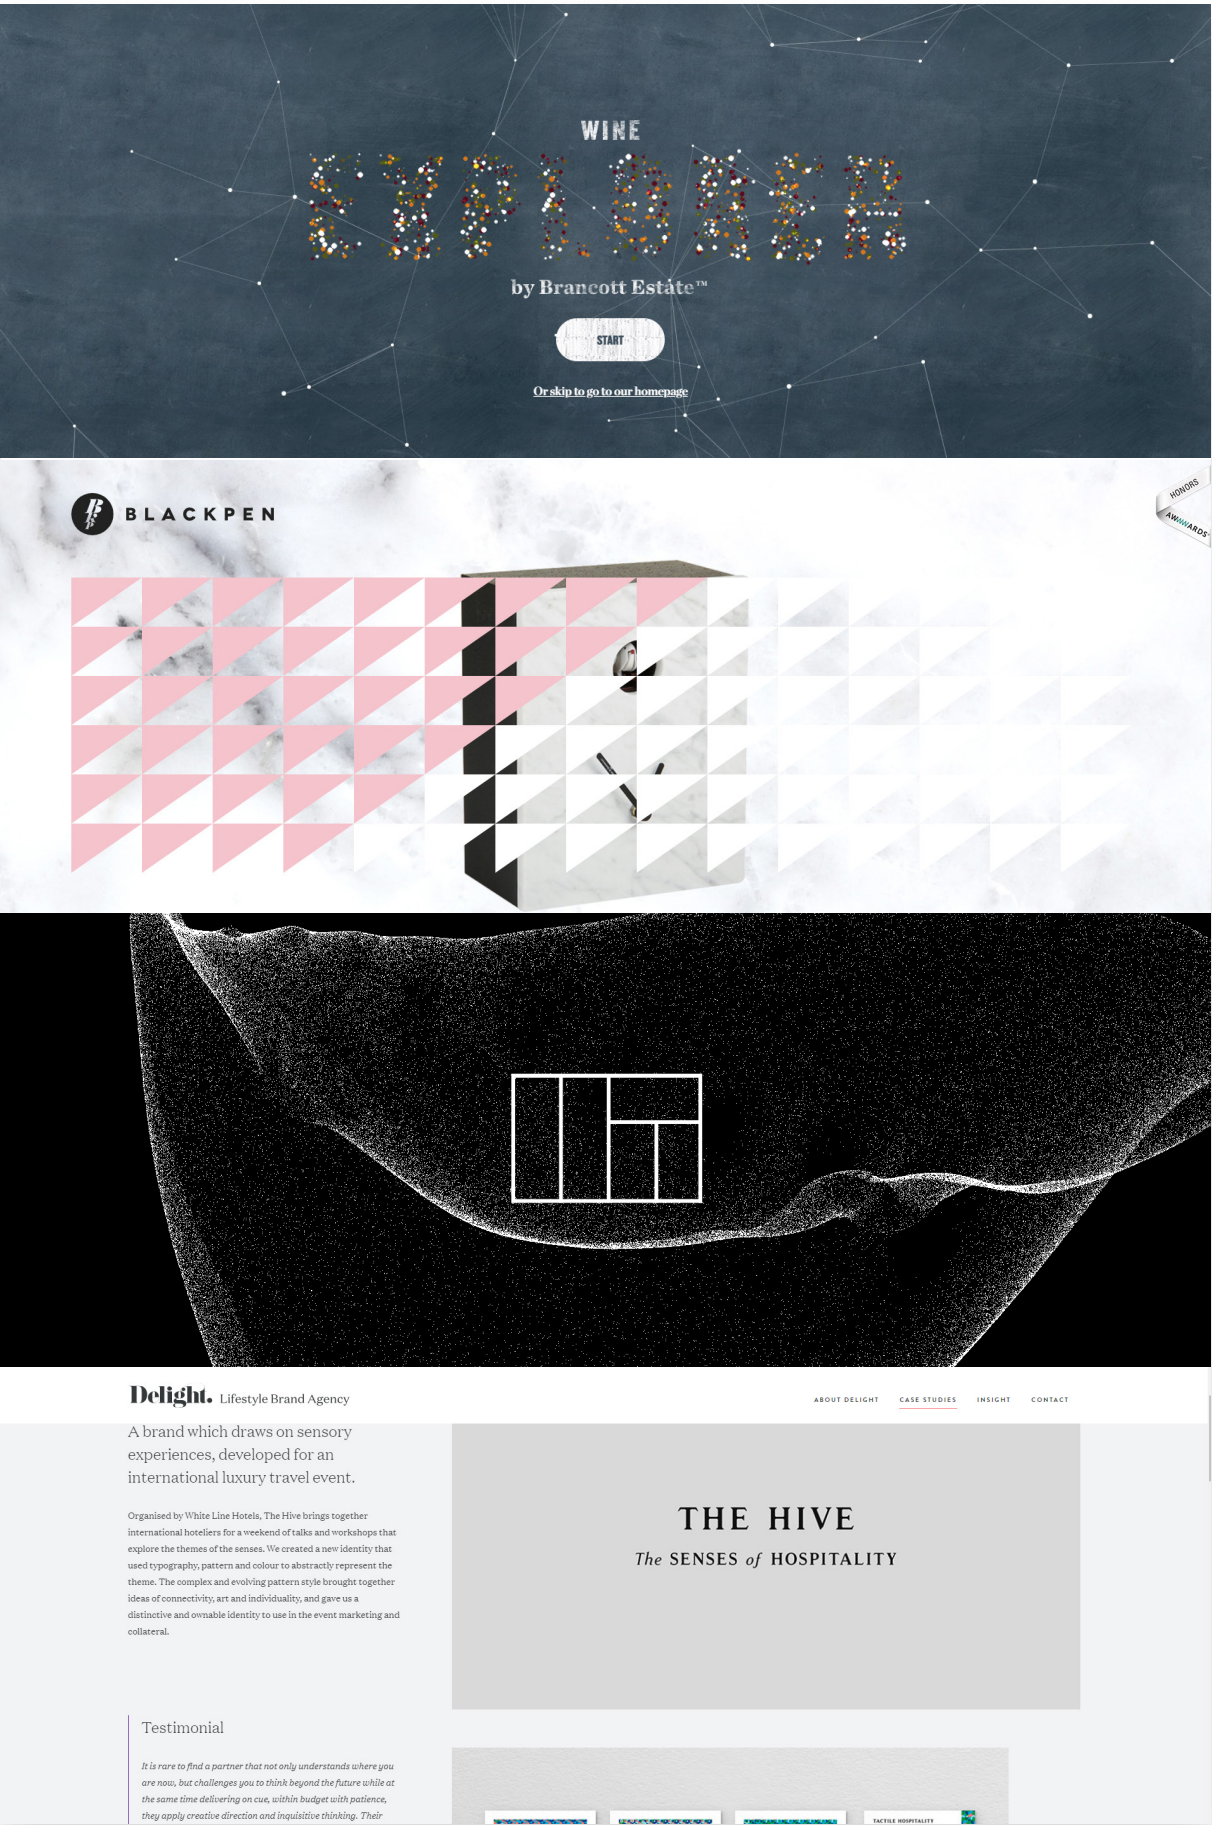 WINE
EXPLORER
by Brancott Estate™
START
Or skip to go to our homepage
BLACKPEN
HONORS
AWWWARDS
Delight. Lifestyle Brand Agency
ABOUT DELIGHT CASE STUDIES INSIGHT CONTACT
A brand which draws on sensory
experiences, developed for an
international luxury travel event.
Organised by White Line Hotels, The Hive brings together
international hoteliers for a weekend of talks and workshops that
explore the themes of the senses. We created a new identity that
used typography, pattern and colour to abstractly represent the
theme. The complex and evolving pattern style brought together
ideas of connectivity, art and individuality, and gave us a
distinctive and ownable identity to use in the event marketing and
collateral.
THE HIVE
The SENSES of HOSPITALITY
Testimonial
It is rare to find a partner that not only understands where you
are now, but challenges you to think beyond the future while at
the same time delivering on cue, within budget with patience,
they apply creative direction and inquisitive thinking. Their
TACTILE HOSPITALITY